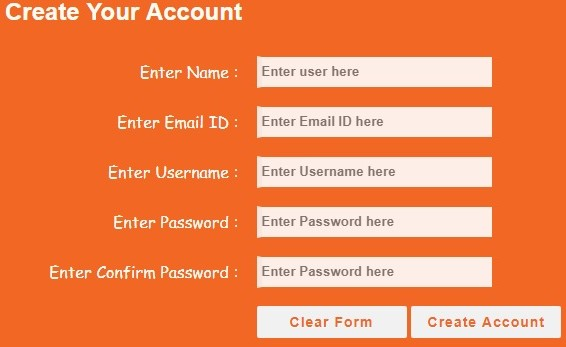 Create Your Account
Enter Name : Enter user here
Enter Email ID : Enter Email ID here
Enter Username : Enter Username here
Enter Password : Enter Password here
Enter Confirm Password : Enter Password here
Clear Form Create Account